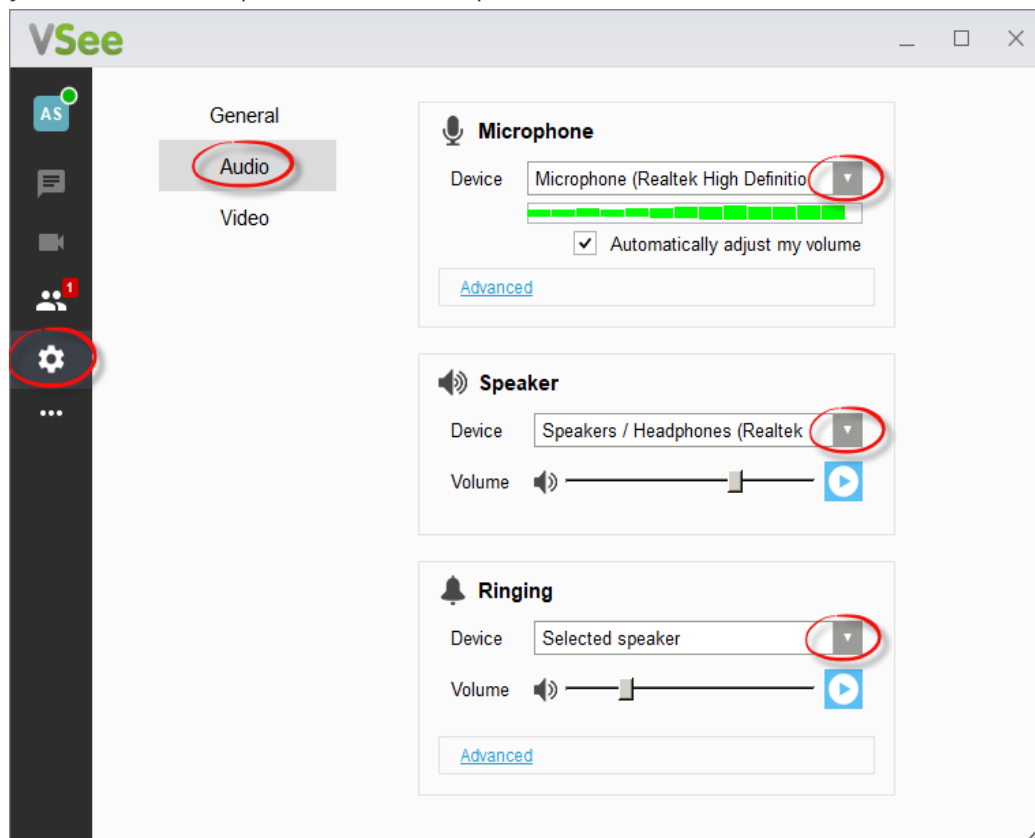 VSee
AS
1
General
Audio
Video
Microphone
Device Microphone (Realtek High Definitio
Automatically adjust my volume
Advanced
Speaker
Device Speakers / Headphones (Realtek
Volume
Ringing
Device Selected speaker
Volume
Advanced